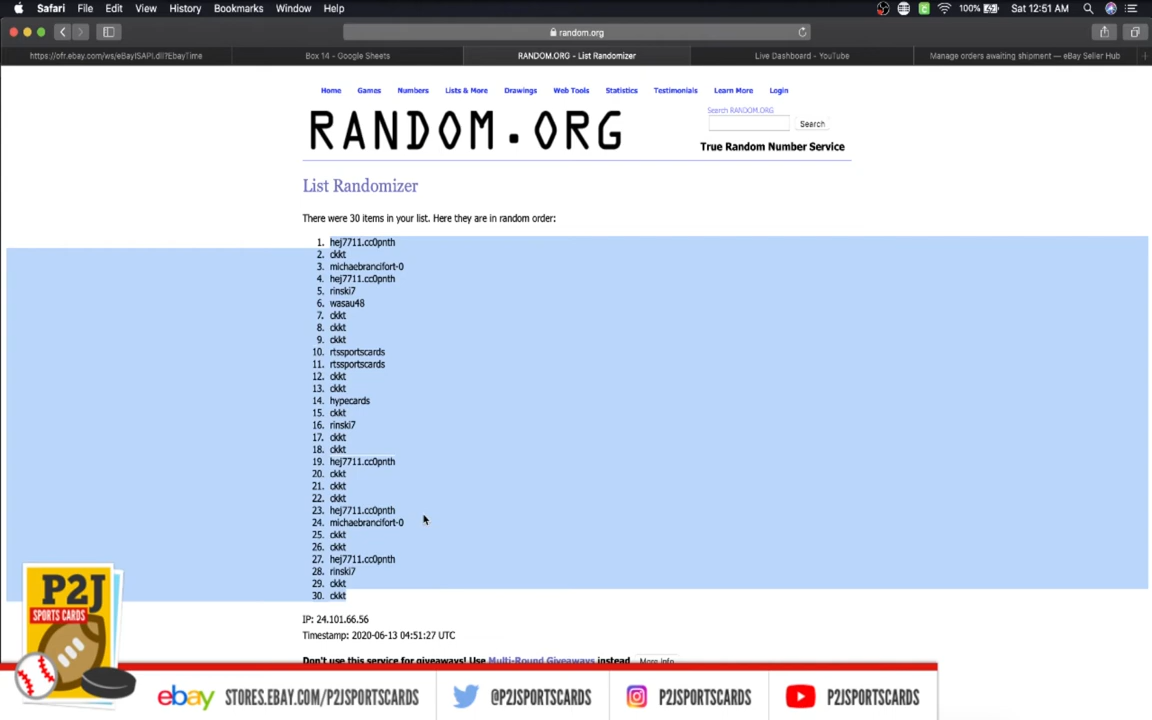 Safari File Edit View History Bookmarks Window Help 100% Sat 12:51 AM
random.org
https://ofr.ebay.com/ws/eBayISAPI.dll?EbayTime Box 14 - Google Sheets RANDOM.ORG - List Randomizer Live Dashboard - YouTube Manage orders awaiting shipment — eBay Seller Hub
Home Games Numbers Lists & More Drawings Web Tools Statistics Testimonials Learn More Login
RANDOM.ORG
Search RANDOM.ORG
Search
True Random Number Service
List Randomizer
There were 30 items in your list. Here they are in random order:
1. hej7711.cc0pnth
2. ckkt
3. michaebrancifort-0
4. hej7711.cc0pnth
5. rinski7
6. wasau48
7. ckkt
8. ckkt
9. ckkt
10. rtssportscards
11. rtssportscards
12. ckkt
13. ckkt
14. hypecards
15. ckkt
16. rinski7
17. ckkt
18. ckkt
19. hej7711.cc0pnth
20. ckkt
21. ckkt
22. ckkt
23. hej7711.cc0pnth
24. michaebrancifort-0
25. ckkt
26. ckkt
27. hej7711.cc0pnth
28. rinski7
29. ckkt
30. ckkt
IP: 24.101.66.56
Timestamp: 2020-06-13 04:51:27 UTC
Don't use this service for giveaways! Use Multi-Round Giveaways instead More Info
P2J
SPORTS CARDS
ebay STORES.EBAY.COM/P2JSPORTSCARDS @P2JSPORTSCARDS P2JSPORTSCARDS P2JSPORTSCARDS